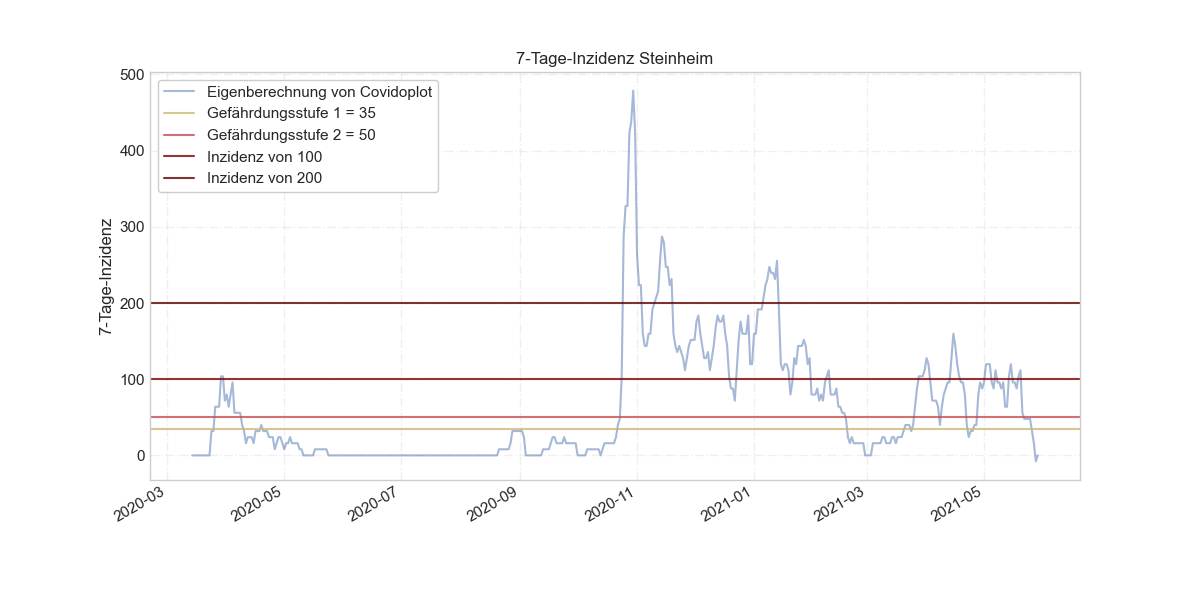 7-Tage-Inzidenz Steinheim
Eigenberechnung von Covidoplot
Gefährdungsstufe 1 = 35
Gefährdungsstufe 2 = 50
Inzidenz von 100
Inzidenz von 200
7-Tage-Inzidenz
500
400
300
200
100
0
2020-03
2020-05
2020-07
2020-09
2020-11
2021-01
2021-03
2021-05